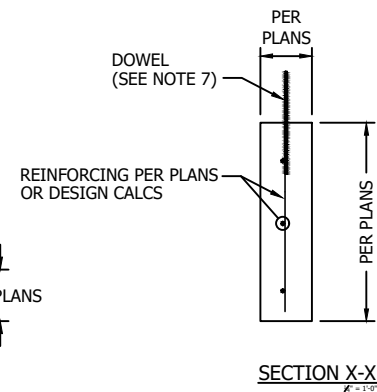 PER
PLANS
DOWEL
(SEE NOTE 7)
REINFORCING PER PLANS
OR DESIGN CALCS
PER PLANS
PLANS
SECTION X-X